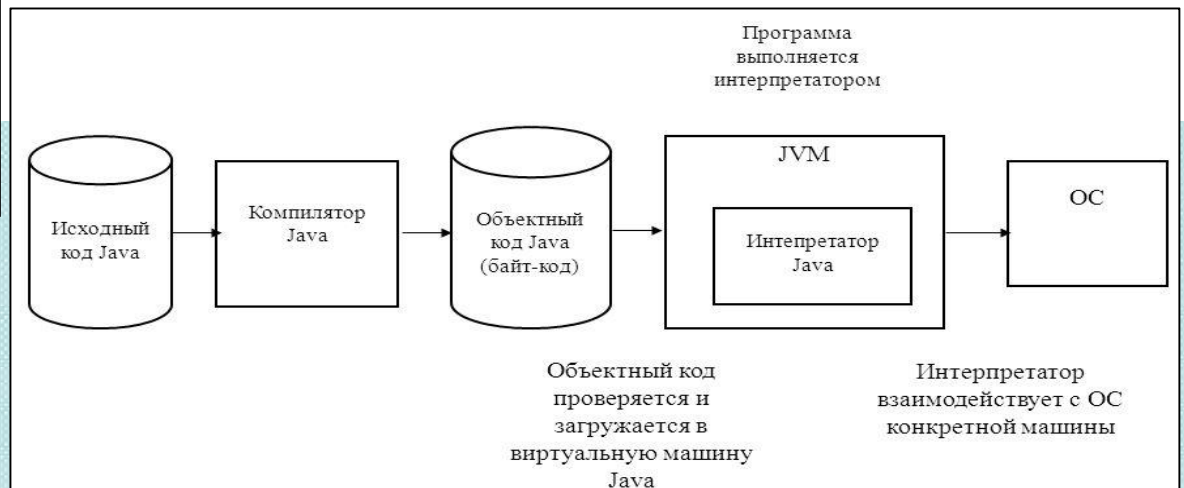 Программа
выполняется
интерпретатором
Исходный
код Java
Компилятор
Java
Объектный
код Java
(байт-код)
JVM
Интепретатор
Java
ОС
Объектный код
проверяется и
загружается в
виртуальную машину
Java
Интерпретатор
взаимодействует с ОС
конкретной машины